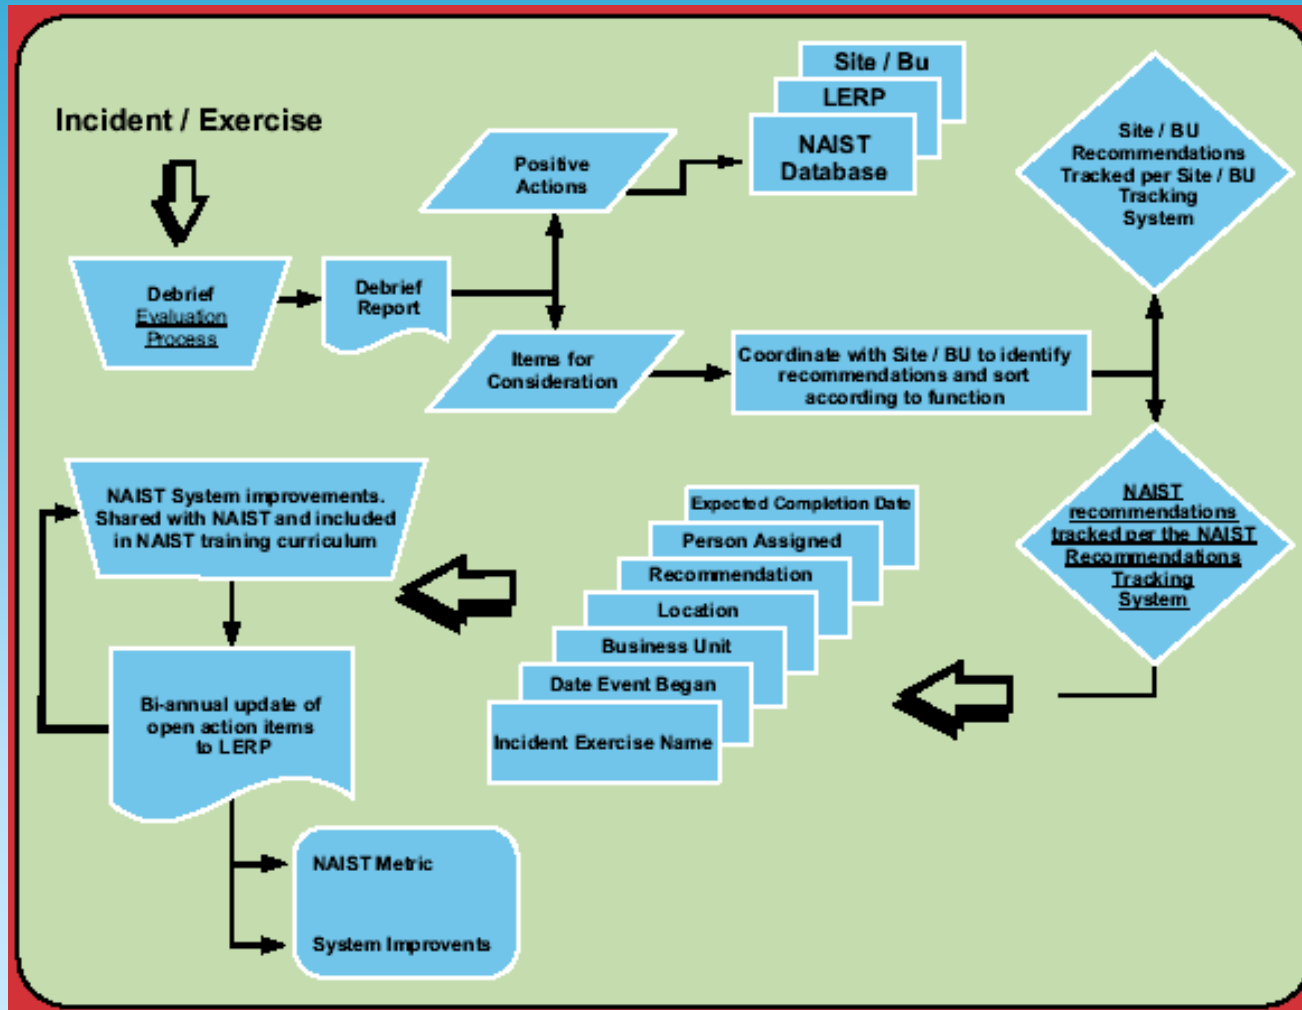 Incident / Exercise
Debrief
Evaluation
Process
Debrief
Report
Positive
Actions
Site / Bu
LERP
NAIST
Database
Items for
Consideration
Coordinate with Site / BU to identify
recommendations and sort
according to function
Site / BU
Recommendations
Tracked per Site / BU
Tracking
System
NAIST
recommendations
tracked per the NAIST
Recommendations
Tracking
System
Expected Completion Date
Person Assigned
Recommendation
Location
Business Unit
Date Event Began
Incident Exercise Name
NAIST System improvements.
Shared with NAIST and included
in NAIST training curriculum
Bi-annual update of
open action items
to LERP
NAIST Metric
System Improvents